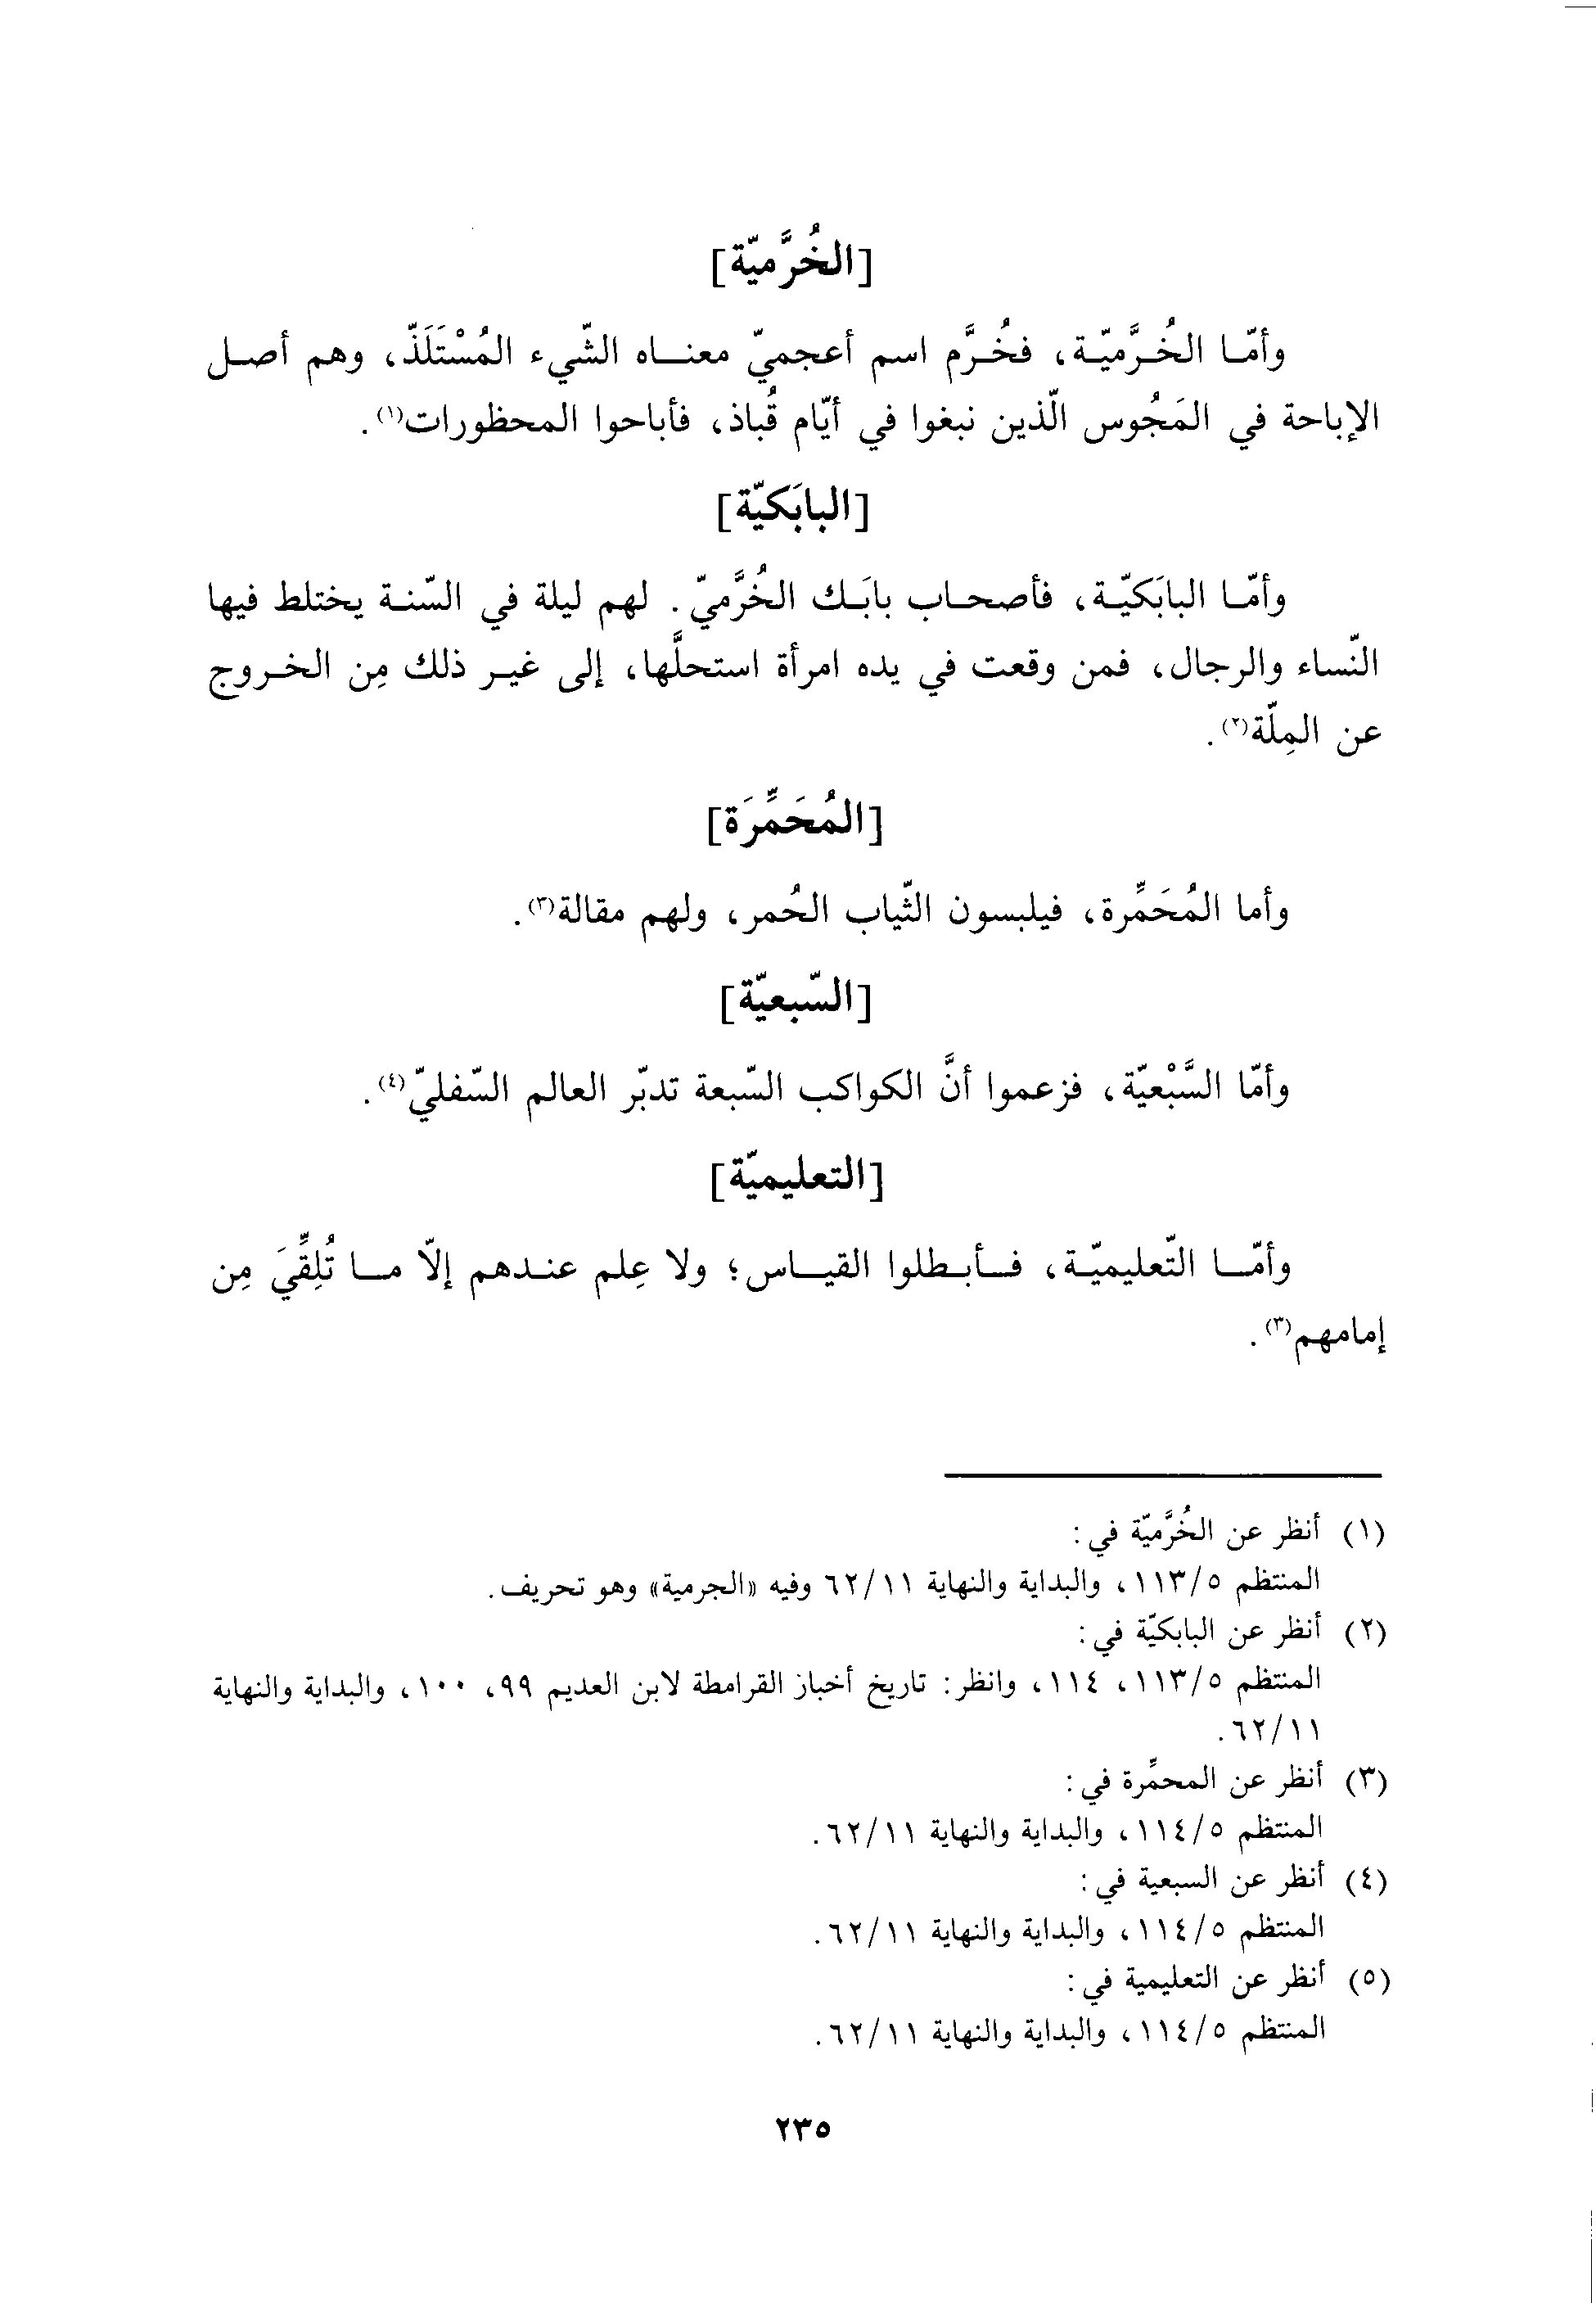 [الخُرَّميّة]
وأمّا الخُرَّميّة، فخُرَّم اسم أعجميّ معناه الشّيء المُسْتَلَذّ، وهم أصل
الإباحة في المَجُوس الّذين نبغوا في أيّام قُباذ، فأباحوا المحظورات(١).
[البابَكيّة]
وأمّا البابَكيّة، فأصحاب بابَك الخُرَّميّ. لهم ليلة في السّنة يختلط فيها
النّساء والرجال، فمن وقعت في يده امرأة استحلَّها، إلى غير ذلك مِن الخروج
عن المِلّة(٢).
[المُحَمِّرَة]
وأما المُحَمِّرة، فيلبسون الثّياب الحُمر، ولهم مقالة(٣).
[السّبعيّة]
وأمّا السَّبْعيّة، فزعموا أنَّ الكواكب السّبعة تدبّر العالم السّفليّ(٤).
[التعليميّة]
وأمّا التّعليميّة، فأبطلوا القياس؛ ولا عِلم عندهم إلّا ما تُلِقِّيَ مِن
إمامهم(٣).
(١) أنظر عن الخُرَّميّة في:
المنتظم ١١٣/٥، والبداية والنهاية ٦٢/١١ وفيه «الجرمية» وهو تحريف.
(٢) أنظر عن البابكيّة في:
المنتظم ١١٣/٥، ١١٤، وانظر: تاريخ أخباز القرامطة لابن العديم ٩٩، ١٠٠، والبداية والنهاية
٦٢/١١.
(٣) أنظر عن المحمِّرة في:
المنتظم ١١٤/٥، والبداية والنهاية ٦٢/١١.
(٤) أنظر عن السبعية في:
المنتظم ١١٤/٥، والبداية والنهاية ٦٢/١١.
(٥) أنظر عن التعليمية في:
المنتظم ١١٤/٥، والبداية والنهاية ٦٢/١١.
٢٣٥